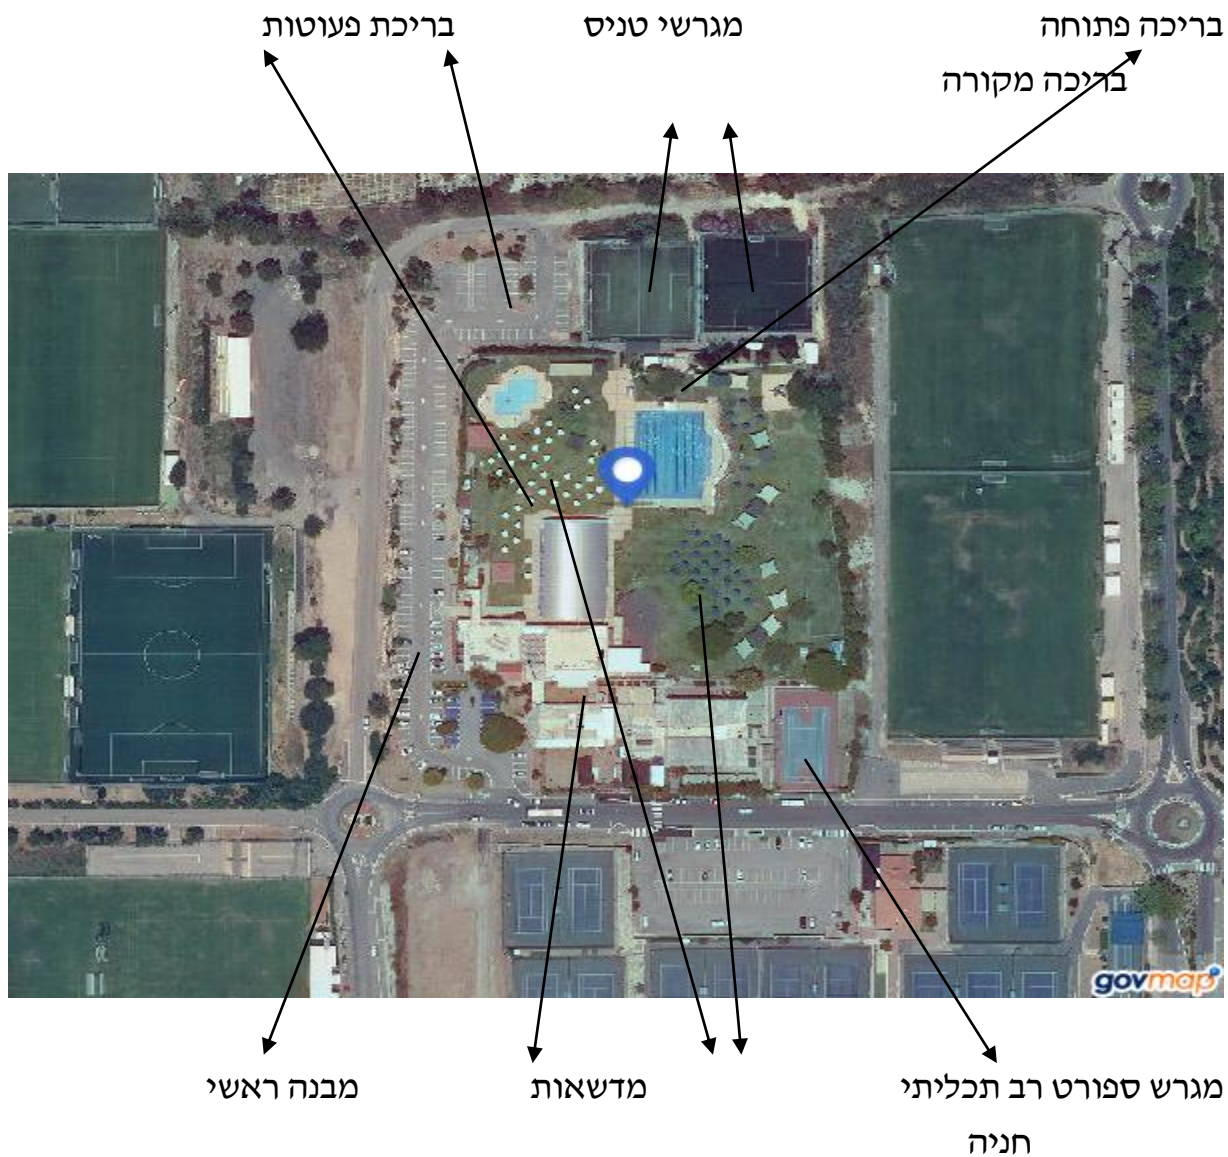 בריכה פתוחה מגרשי טניס בריכת פעוטות
בריכה מקורה
govmap
מגרש ספורט רב תכליתי מדשאות מבנה ראשי
חניה